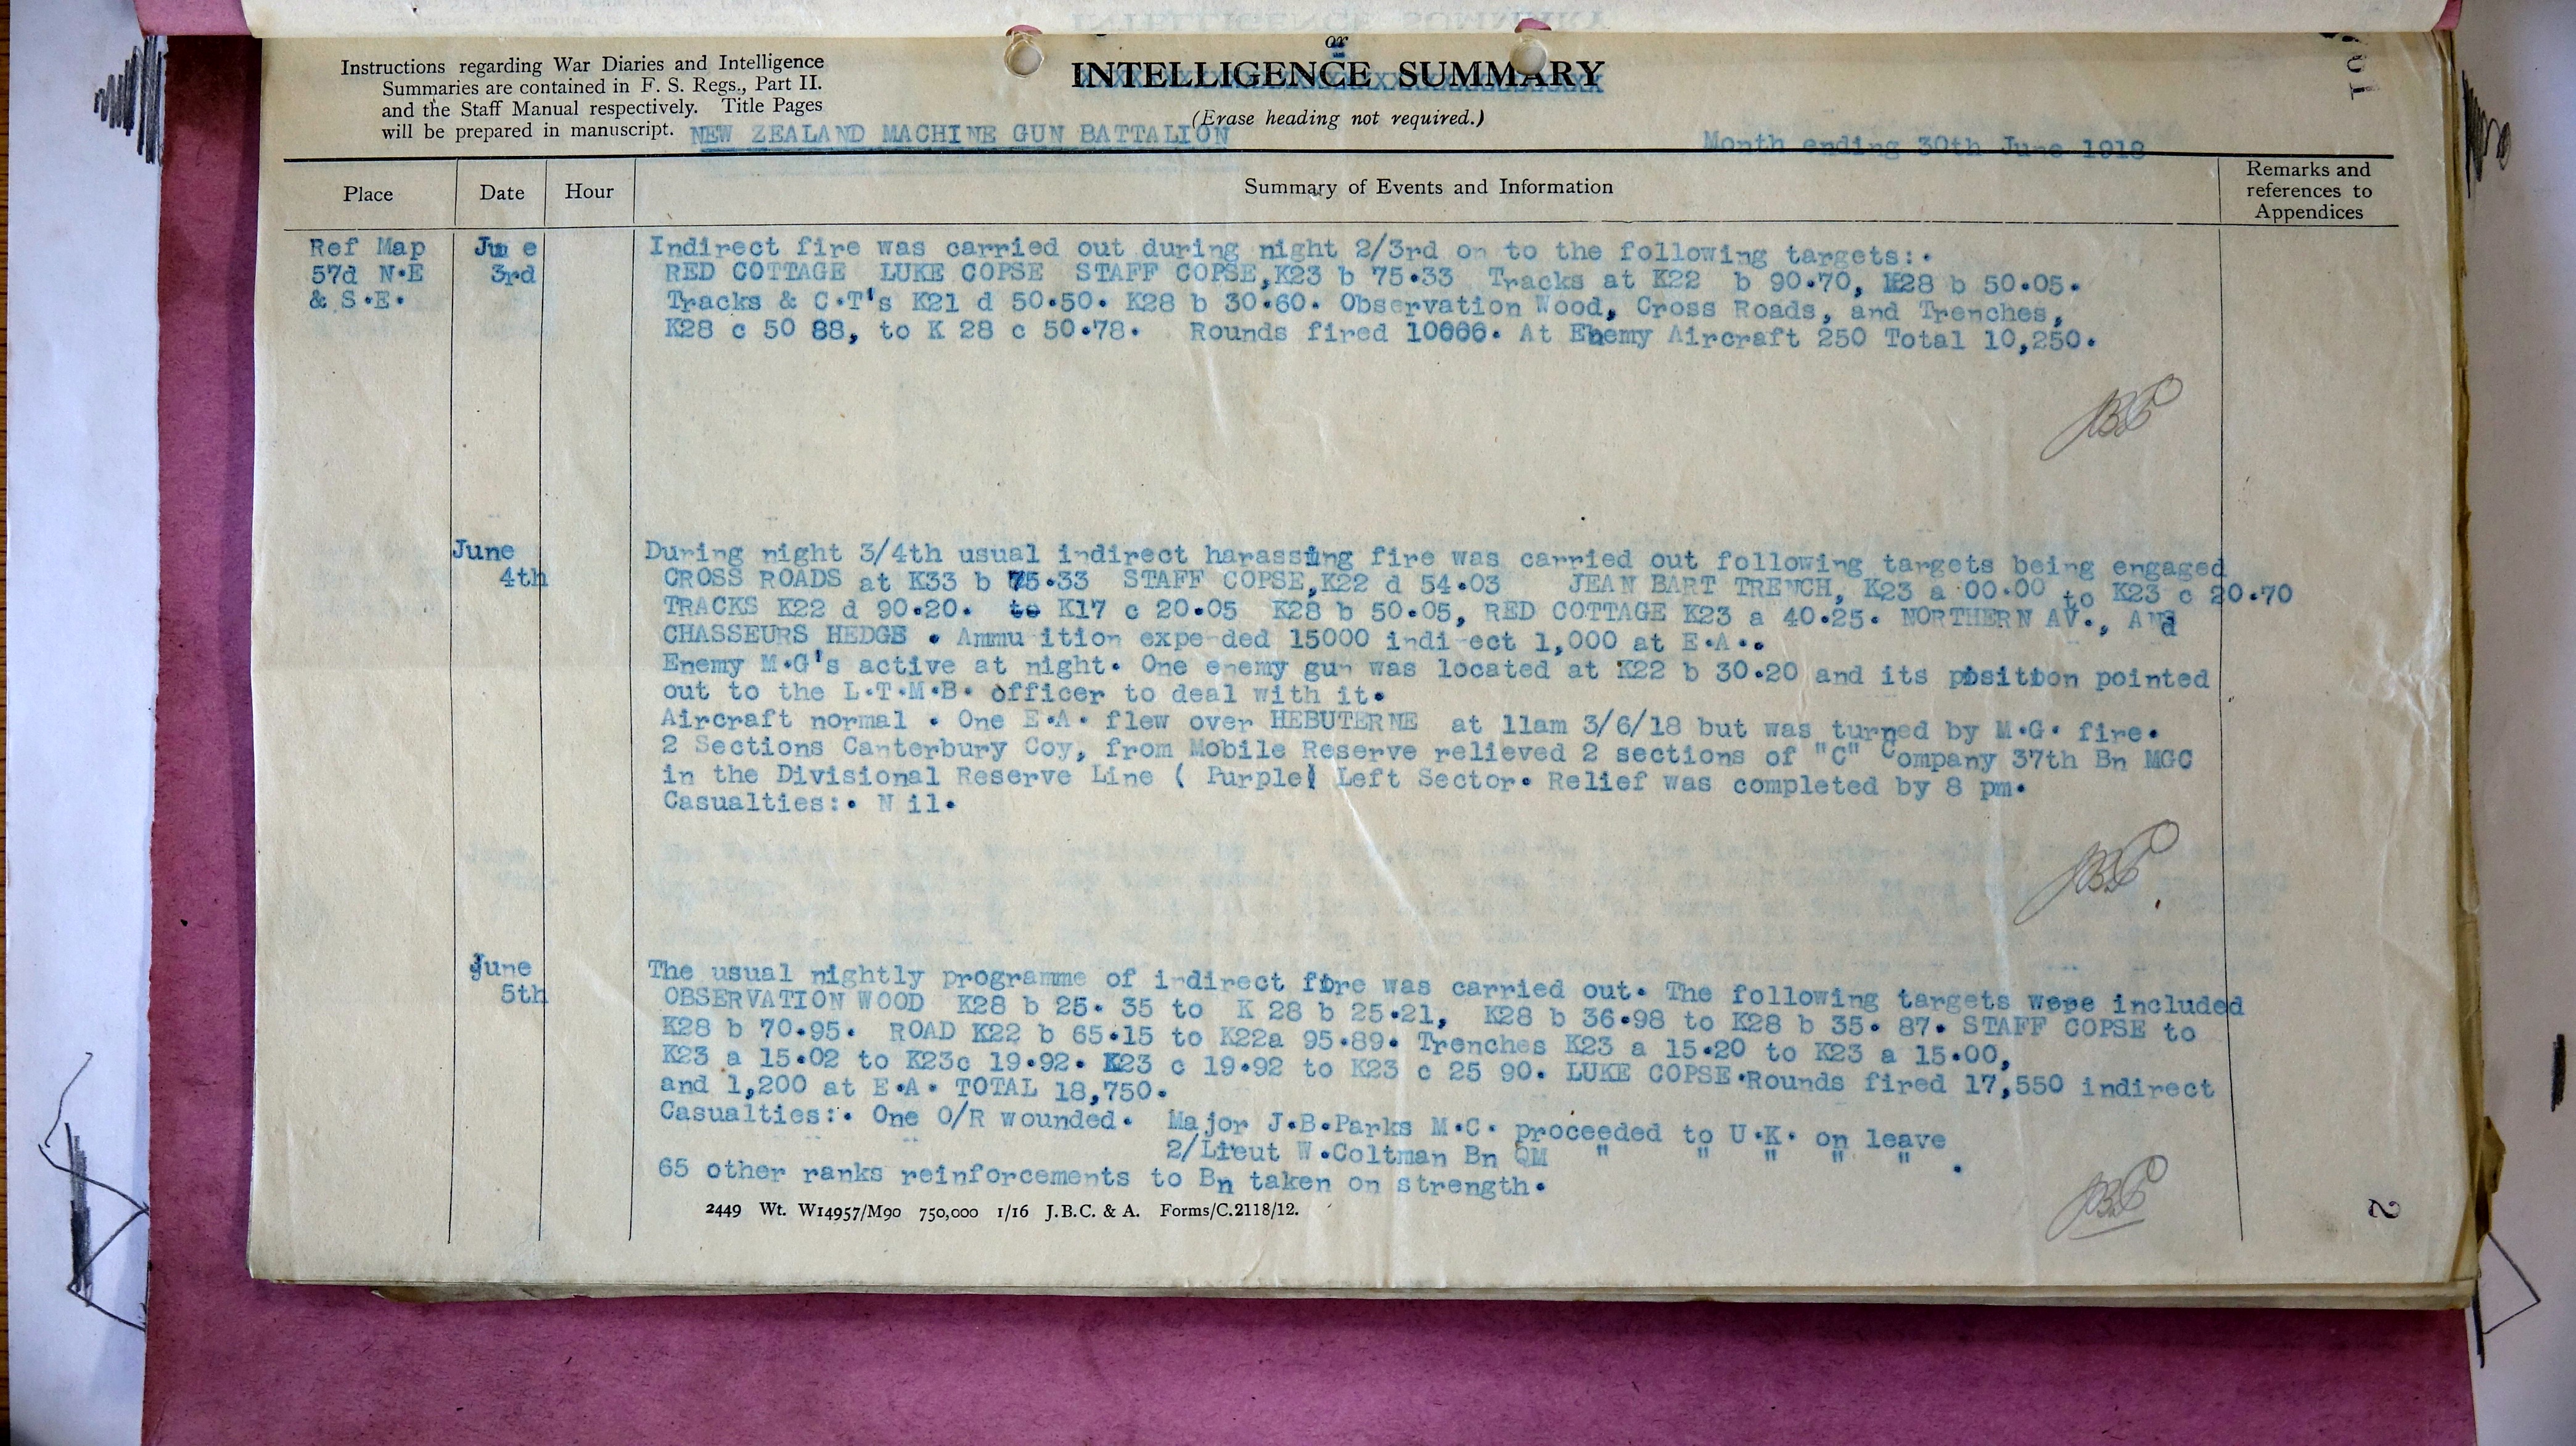 or
INTELLIGENCE SUMMARY
(Erase heading not required.)
Instructions regarding War Diaries and Intelligence
Summaries are contained in F. S. Regs., Part II.
and the Staff Manual respectively. Title Pages
will be prepared in manuscript.
NEW ZEALAND MACHINE GUN BATTALION
Month ending 30th June 1918
Place Date Hour Summary of Events and Information Remarks and references to Appendices
Ref Map
57d N.E
& S.E.
June
3rd
Indirect fire was carried out during night 2/3rd on to the following targets:.
RED COTTAGE LUKE COPSE STAFF COPSE,K23 b 75.33 Tracks at K22 b 90.70, K28 b 50.05.
Tracks & C.T's K21 d 50.50. K28 b 30.60. Observation Wood, Cross Roads, and Trenches,
K28 c 50 88, to K 28 c 50.78. Rounds fired 10000. At Enemy Aircraft 250 Total 10,250.
JBP
June
4th
During night 3/4th usual indirect harassing fire was carried out following targets being engaged
CROSS ROADS at K33 b 75.33 STAFF COPSE,K22 d 54.03 JEAN BART TRENCH, K23 a 00.00 to K23 c 20.70
TRACKS K22 d 90.20. to K17 c 20.05 K28 b 50.05, RED COTTAGE K23 a 40.25. NORTHERN AV., ANd
CHASSEURS HEDGE . Ammu ition expended 15000 indirect 1,000 at E.A..
Enemy M.G's active at night. One enemy gun was located at K22 b 30.20 and its position pointed
out to the L.T.M.B. officer to deal with it.
Aircraft normal . One E.A. flew over HEBUTERNE at 11am 3/6/18 but was turned by M.G. fire.
2 Sections Canterbury Coy, from Mobile Reserve relieved 2 sections of "C" Company 37th Bn MGC
in the Divisional Reserve Line ( Purple) Left Sector. Relief was completed by 8 pm.
Casualties:. N il.
JBP
June
5th
The usual nightly programme of indirect fire was carried out. The following targets were included
OBSERVATION WOOD K28 b 25. 35 to K 28 b 25.21, K28 b 36.98 to K28 b 35. 87. STAFF COPSE to
K28 b 70.95. ROAD K22 b 65.15 to K22a 95.89. Trenches K23 a 15.20 to K23 a 15.00,
K23 a 15.02 to K23c 19.92. K23 c 19.92 to K23 c 25 90. LUKE COPSE.Rounds fired 17,550 indirect
and 1,200 at E.A. TOTAL 18,750.
Casualties:. One O/R wounded. Major J.B.Parks M.C. proceeded to U.K. on leave
2/Lieut W.Coltman Bn QM " " " " " .
65 other ranks reinforcements to Bn taken on strength.
JBP
2449 Wt. W14957/M90 750,000 1/16 J.B.C. & A. Forms/C.2118/12.
2